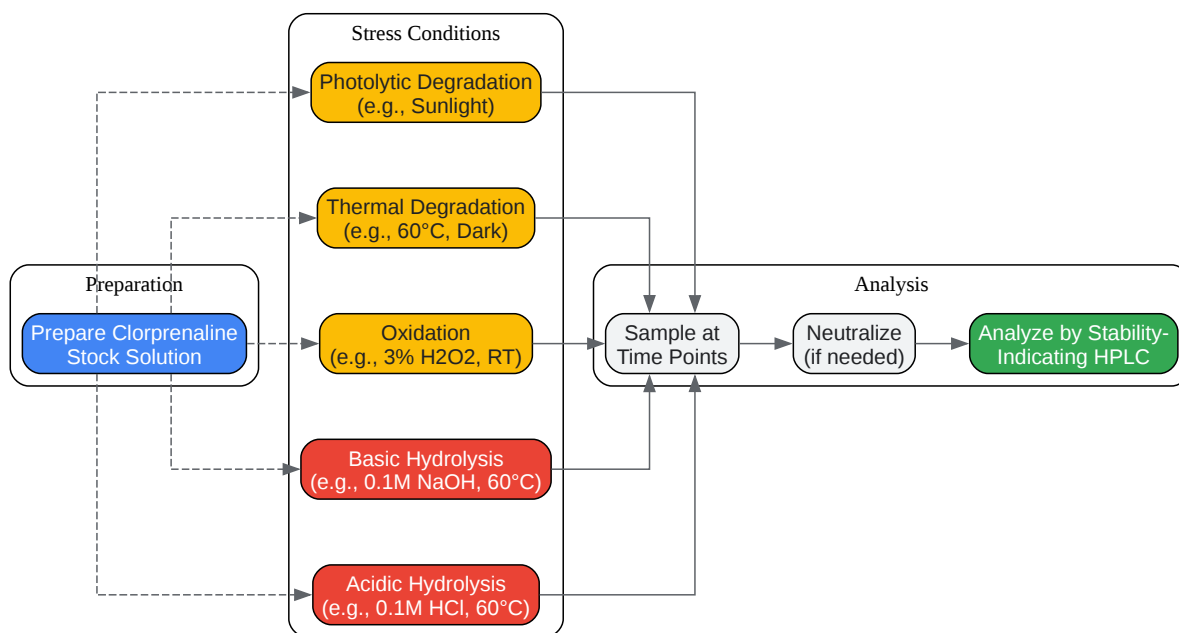 Stress Conditions
Photolytic Degradation
(e.g., Sunlight)
Thermal Degradation
(e.g., 60°C, Dark)
Preparation
Prepare Clorprenaline
Stock Solution
Oxidation
(e.g., 3% H2O2, RT)
Basic Hydrolysis
(e.g., 0.1M NaOH, 60°C)
Acidic Hydrolysis
(e.g., 0.1M HCl, 60°C)
Analysis
Sample at
Time Points
Neutralize
(if needed)
Analyze by Stability-
Indicating HPLC